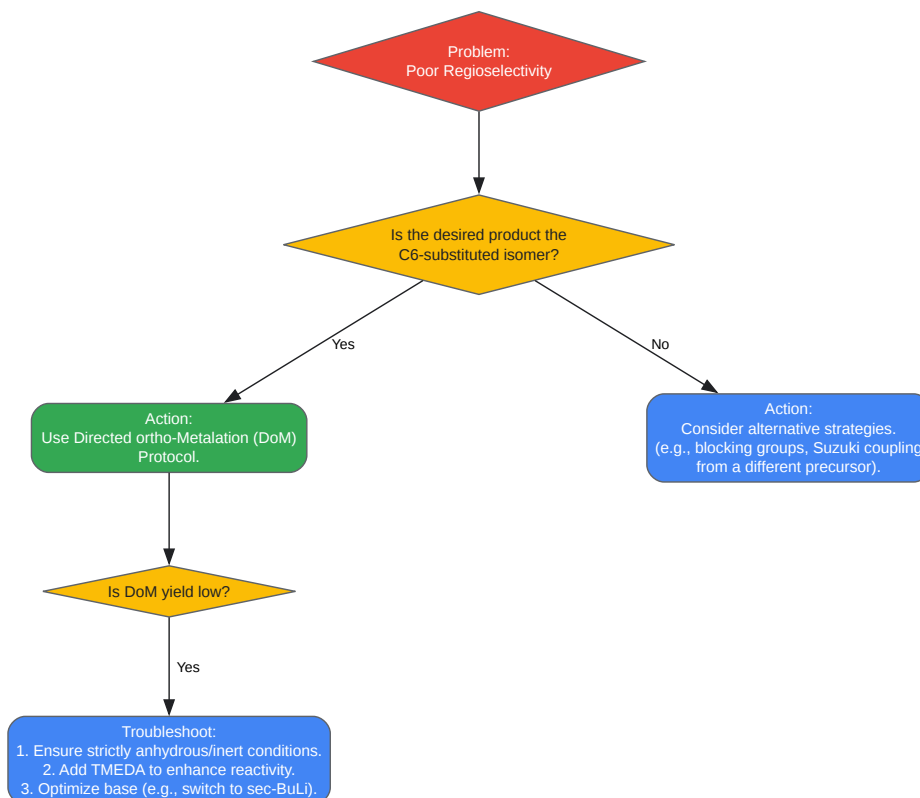 Problem:
Poor Regioselectivity
Is the desired product the
C6-substituted isomer?
Yes
No
Action:
Use Directed ortho-Metalation (DoM)
Protocol.
Action:
Consider alternative strategies.
(e.g., blocking groups, Suzuki coupling
from a different precursor).
Is DoM yield low?
Yes
Troubleshoot:
1. Ensure strictly anhydrous/inert conditions.
2. Add TMEDA to enhance reactivity.
3. Optimize base (e.g., switch to sec-BuLi).